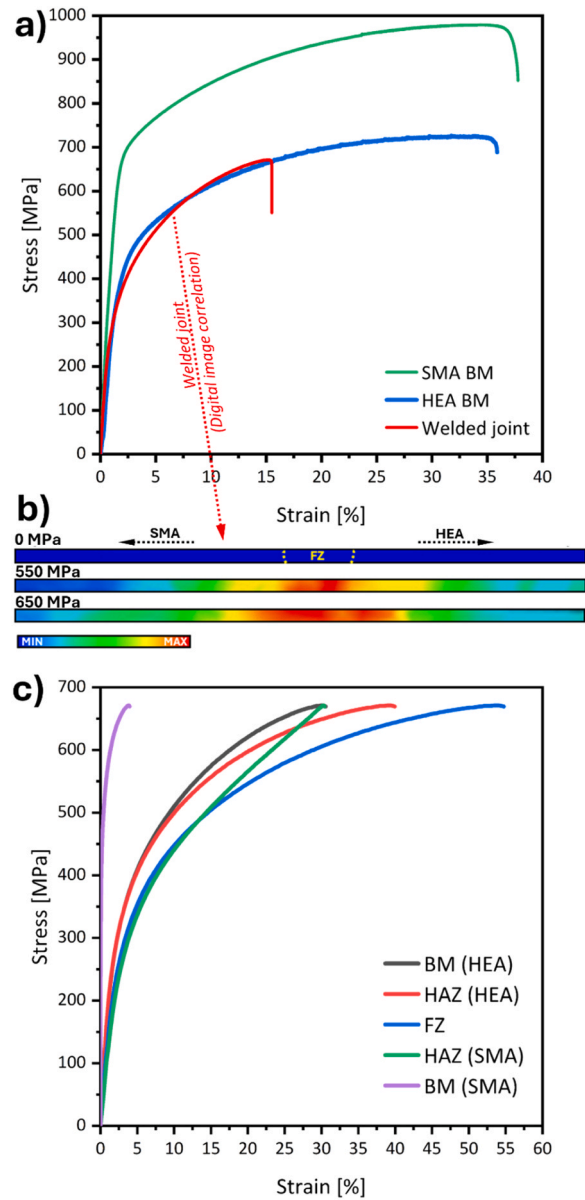 a)
1000
900
800
700
600
500
400
300
200
100
0
Stress [MPa]
Welded joint
(Digital image correlation)
SMA BM
HEA BM
Welded joint
0 5 10 15 20 25 30 35 40
Strain [%]
b)
0 MPa
SMA
FZ
HEA
550 MPa
650 MPa
MIN MAX
c)
700
600
500
400
300
200
100
0
Stress [MPa]
BM (HEA)
HAZ (HEA)
FZ
HAZ (SMA)
BM (SMA)
0 5 10 15 20 25 30 35 40 45 50 55 60
Strain [%]